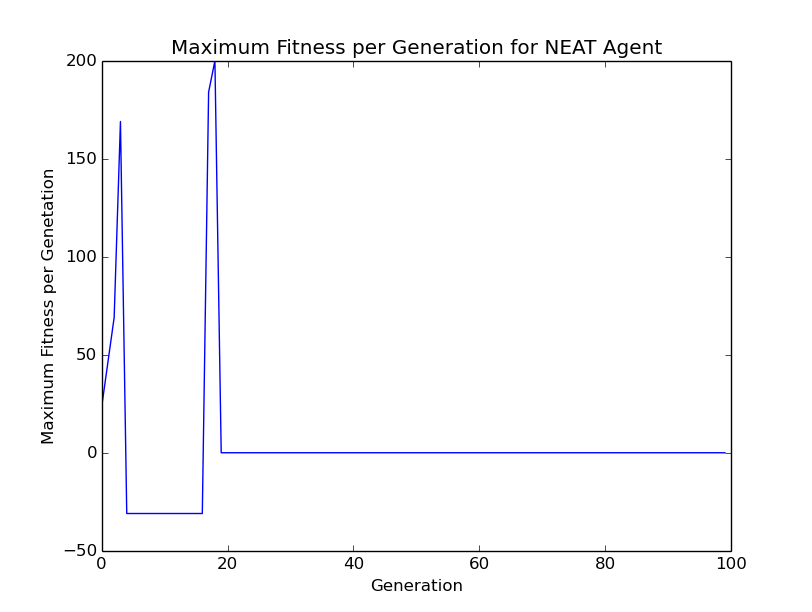 Maximum Fitness per Generation for NEAT Agent
200
150
100
50
0
−50
Maximum Fitness per Genetation
0 20 40 60 80 100
Generation